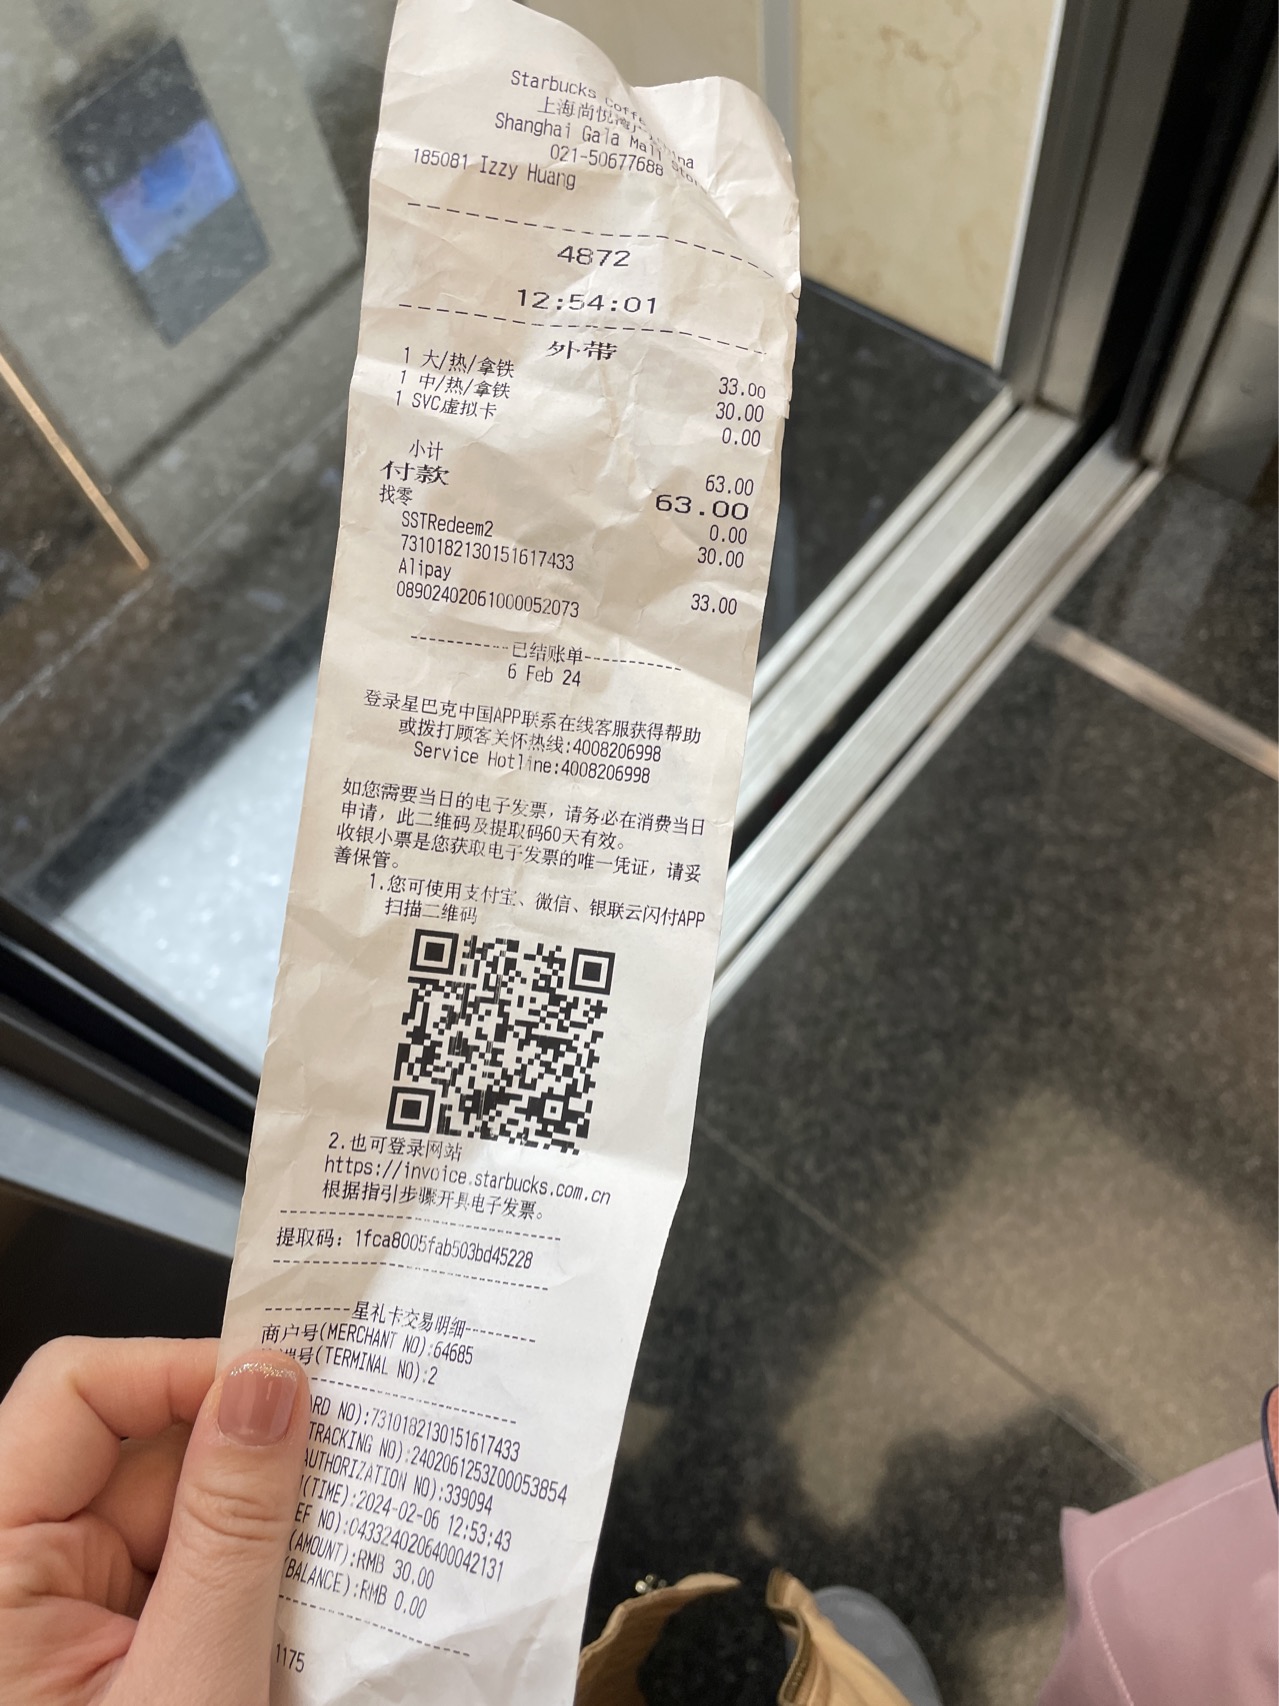 Starbucks Coffe
上海尚悦湾
Shanghai Gala Mall Sto
021-50677688
185081 Izzy Huang
4872
12:54:01
外带
1 大/热/拿铁 33.00
1 中/热/拿铁 30.00
1 SVC虚拟卡 0.00
小计 63.00
付款 63.00
找零 0.00
SSTRedeem2 30.00
7310182130151617433
Alipay 33.00
08902402061000052073
----------已结账单----------
6 Feb 24
登录星巴克中国APP联系在线客服获得帮助
或拨打顾客关怀热线:4008206998
Service Hotline:4008206998
如您需要当日的电子发票，请务必在消费当日
申请，此二维码及提取码60天有效。
收银小票是您获取电子发票的唯一凭证，请妥
善保管。
1.您可使用支付宝、微信、银联云闪付APP
扫描二维码
2.也可登录网站
https://invoice.starbucks.com.cn
根据指引步骤开具电子发票。
提取码：1fca8005fab503bd45228
---------星礼卡交易明细--------
商户号(MERCHANT NO):64685
端号(TERMINAL NO):2
ARD NO):7310182130151617433
TRACKING NO):2402061253Z00053854
AUTHORIZATION NO):339094
(TIME):2024-02-06 12:53:43
EF NO):0433240206400042131
(AMOUNT):RMB 30.00
(BALANCE):RMB 0.00
1175